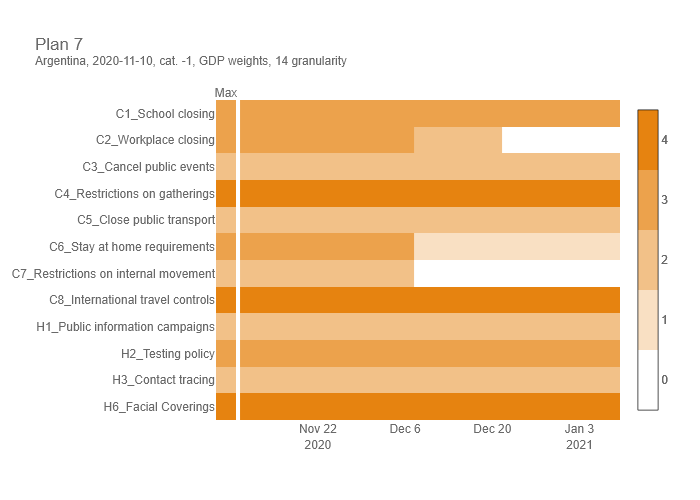 Plan 7
Argentina, 2020-11-10, cat. -1, GDP weights, 14 granularity
Max
C1_School closing
C2_Workplace closing
C3_Cancel public events
C4_Restrictions on gatherings
C5_Close public transport
C6_Stay at home requirements
C7_Restrictions on internal movement
C8_International travel controls
H1_Public information campaigns
H2_Testing policy
H3_Contact tracing
H6_Facial Coverings
Nov 22 Dec 6 Dec 20 Jan 3
2020 2021
4
3
2
1
0